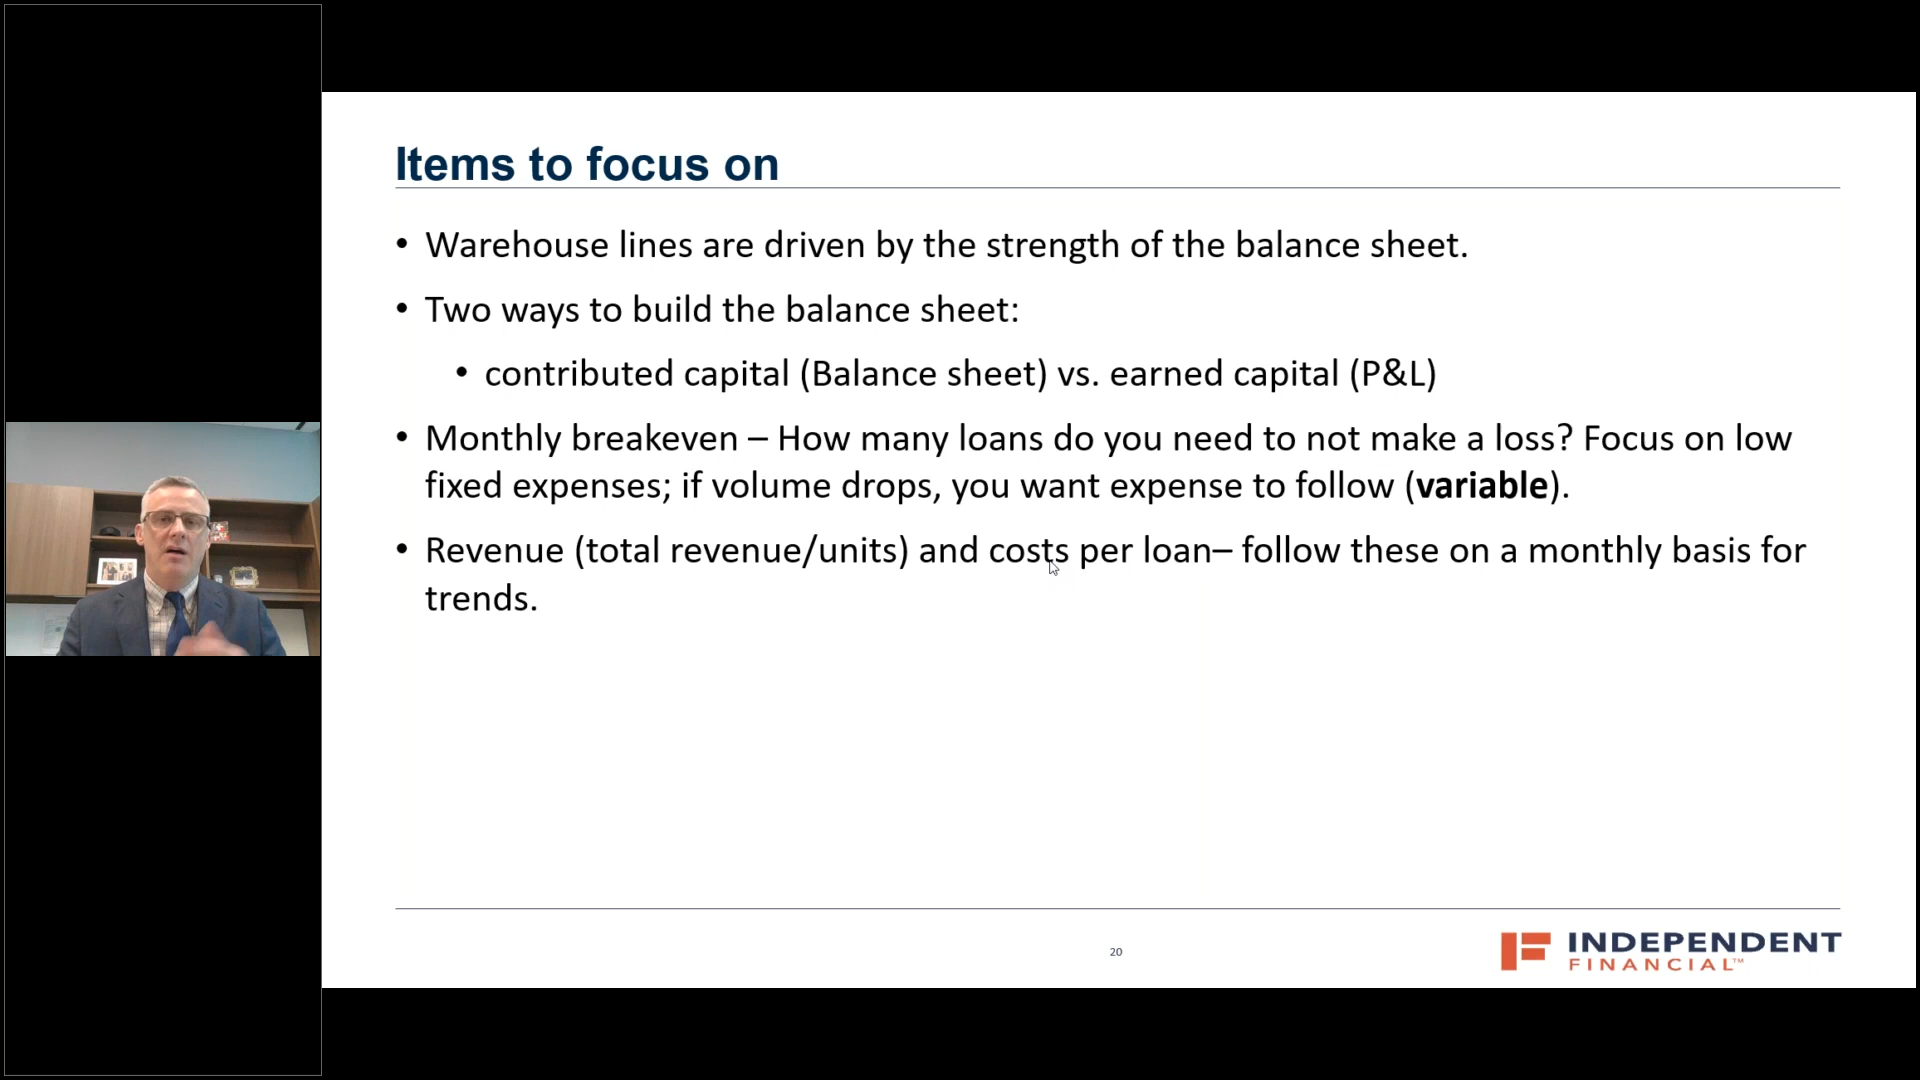 Items to focus on
• Warehouse lines are driven by the strength of the balance sheet.
• Two ways to build the balance sheet:
• contributed capital (Balance sheet) vs. earned capital (P&L)
• Monthly breakeven – How many loans do you need to not make a loss? Focus on low
fixed expenses; if volume drops, you want expense to follow (variable).
• Revenue (total revenue/units) and costs per loan– follow these on a monthly basis for
trends.
20
INDEPENDENT
FINANCIAL™